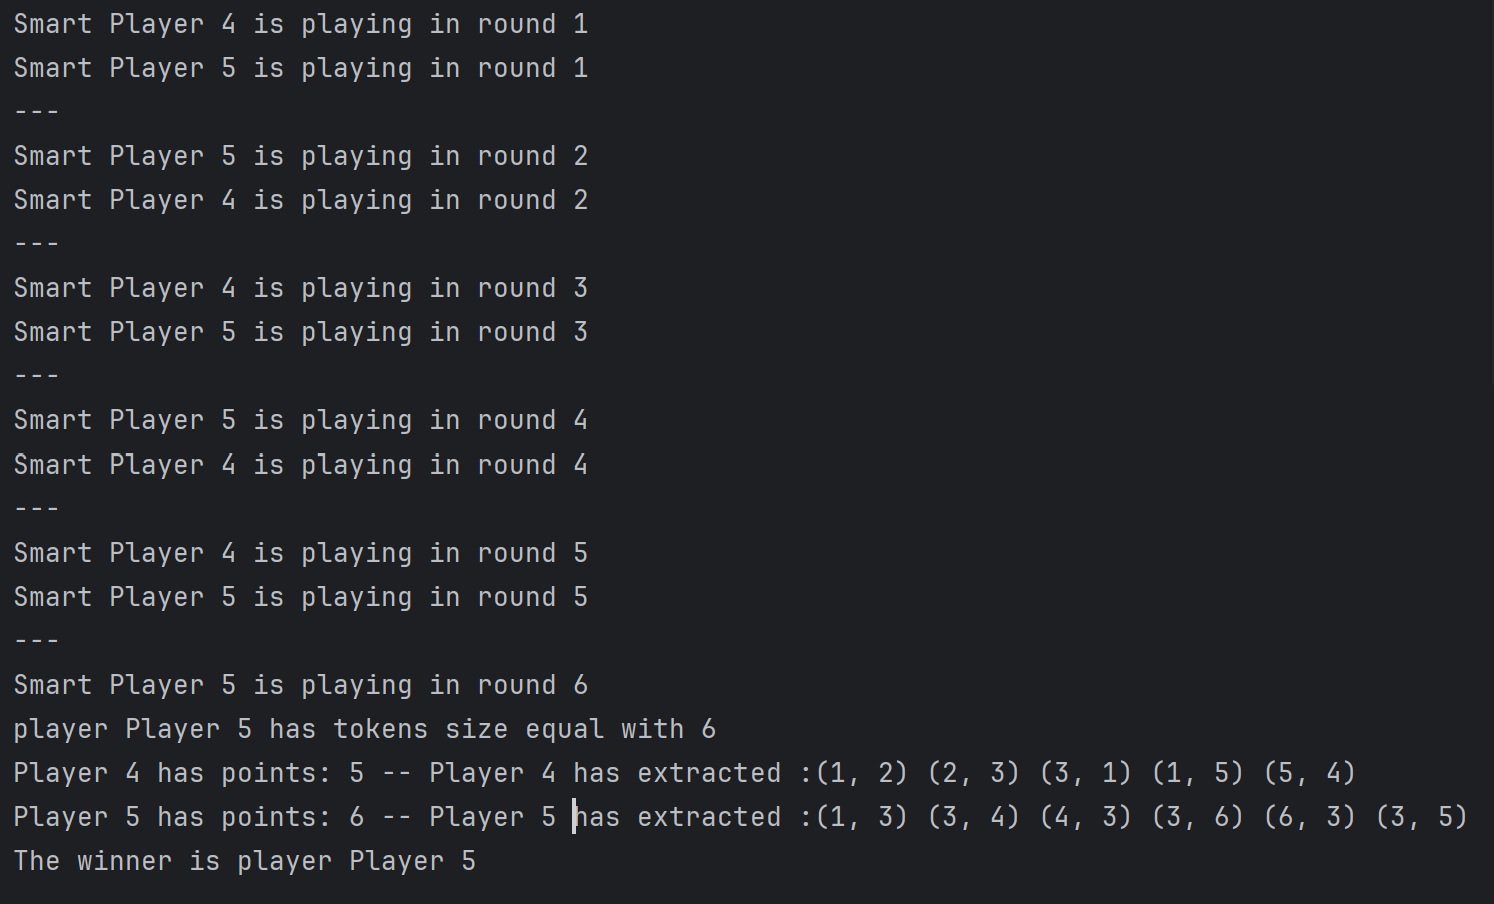 Smart Player 4 is playing in round 1
Smart Player 5 is playing in round 1
---
Smart Player 5 is playing in round 2
Smart Player 4 is playing in round 2
---
Smart Player 4 is playing in round 3
Smart Player 5 is playing in round 3
---
Smart Player 5 is playing in round 4
Smart Player 4 is playing in round 4
---
Smart Player 4 is playing in round 5
Smart Player 5 is playing in round 5
---
Smart Player 5 is playing in round 6
player Player 5 has tokens size equal with 6
Player 4 has points: 5 -- Player 4 has extracted :(1, 2) (2, 3) (3, 1) (1, 5) (5, 4)
Player 5 has points: 6 -- Player 5 has extracted :(1, 3) (3, 4) (4, 3) (3, 6) (6, 3) (3, 5)
The winner is player Player 5